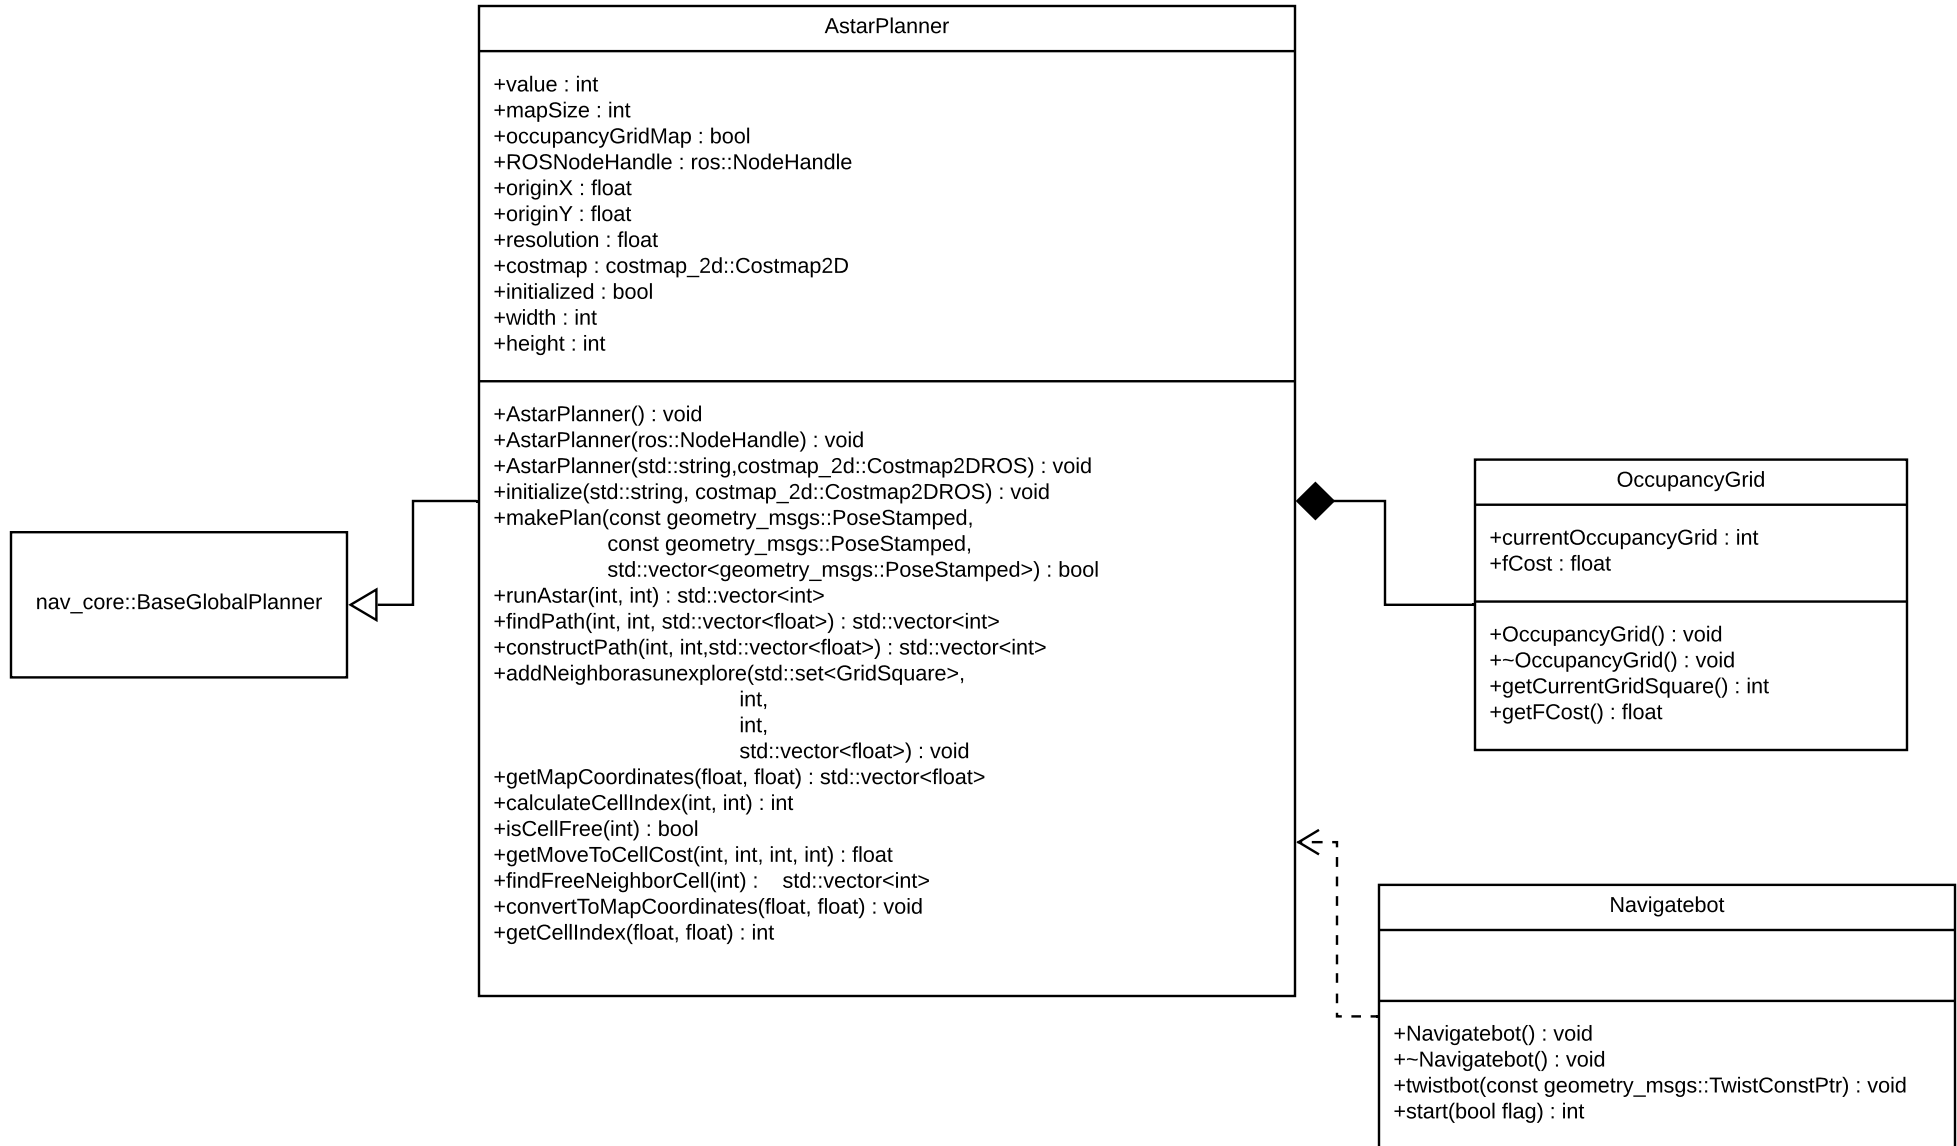 AstarPlanner
+value : int
+mapSize : int
+occupancyGridMap : bool
+ROSNodeHandle : ros::NodeHandle
+originX : float
+originY : float
+resolution : float
+costmap : costmap_2d::Costmap2D
+initialized : bool
+width : int
+height : int
+AstarPlanner() : void
+AstarPlanner(ros::NodeHandle) : void
+AstarPlanner(std::string,costmap_2d::Costmap2DROS) : void
+initialize(std::string, costmap_2d::Costmap2DROS) : void
+makePlan(const geometry_msgs::PoseStamped,
const geometry_msgs::PoseStamped,
std::vector<geometry_msgs::PoseStamped>) : bool
+runAstar(int, int) : std::vector<int>
+findPath(int, int, std::vector<float>) : std::vector<int>
+constructPath(int, int,std::vector<float>) : std::vector<int>
+addNeighborasunexplore(std::set<GridSquare>,
int,
int,
std::vector<float>) : void
+getMapCoordinates(float, float) : std::vector<float>
+calculateCellIndex(int, int) : int
+isCellFree(int) : bool
+getMoveToCellCost(int, int, int, int) : float
+findFreeNeighborCell(int) :    std::vector<int>
+convertToMapCoordinates(float, float) : void
+getCellIndex(float, float) : int
nav_core::BaseGlobalPlanner
OccupancyGrid
+currentOccupancyGrid : int
+fCost : float
+OccupancyGrid() : void
+~OccupancyGrid() : void
+getCurrentGridSquare() : int
+getFCost() : float
Navigatebot
+Navigatebot() : void
+~Navigatebot() : void
+twistbot(const geometry_msgs::TwistConstPtr) : void
+start(bool flag) : int